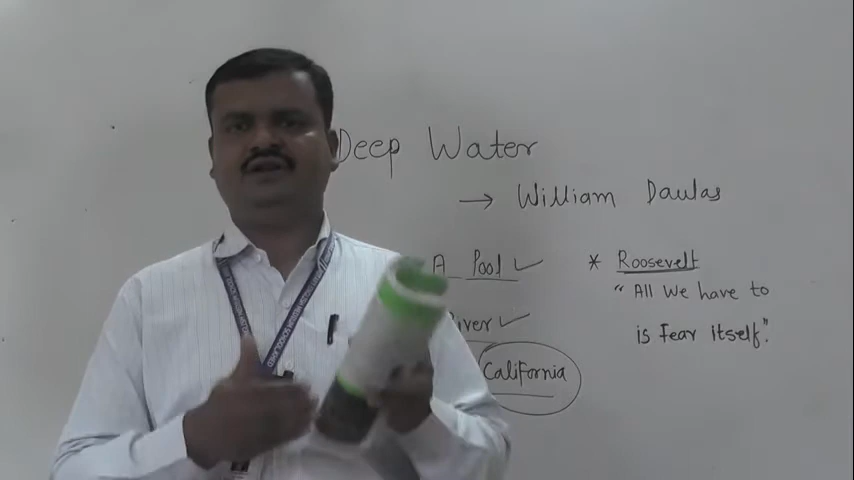 Deep Water
→ William Daulas
A Pool ✓
River ✓
California
* Roosevelt
"All We have to
is Fear itself".